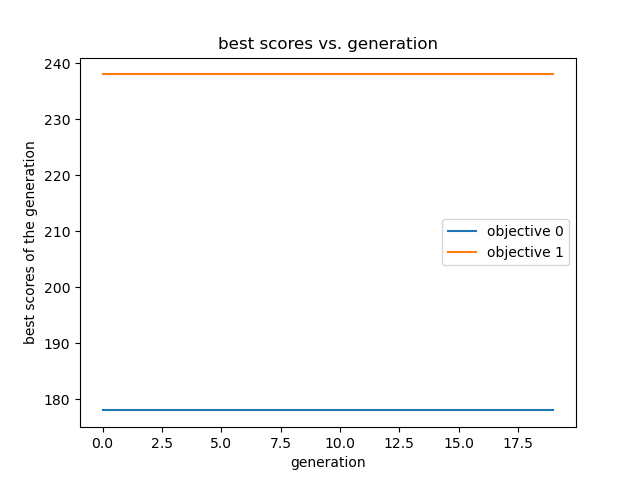 best scores vs. generation
best scores of the generation
240
230
220
210
200
190
180
objective 0
objective 1
0.0 2.5 5.0 7.5 10.0 12.5 15.0 17.5
generation